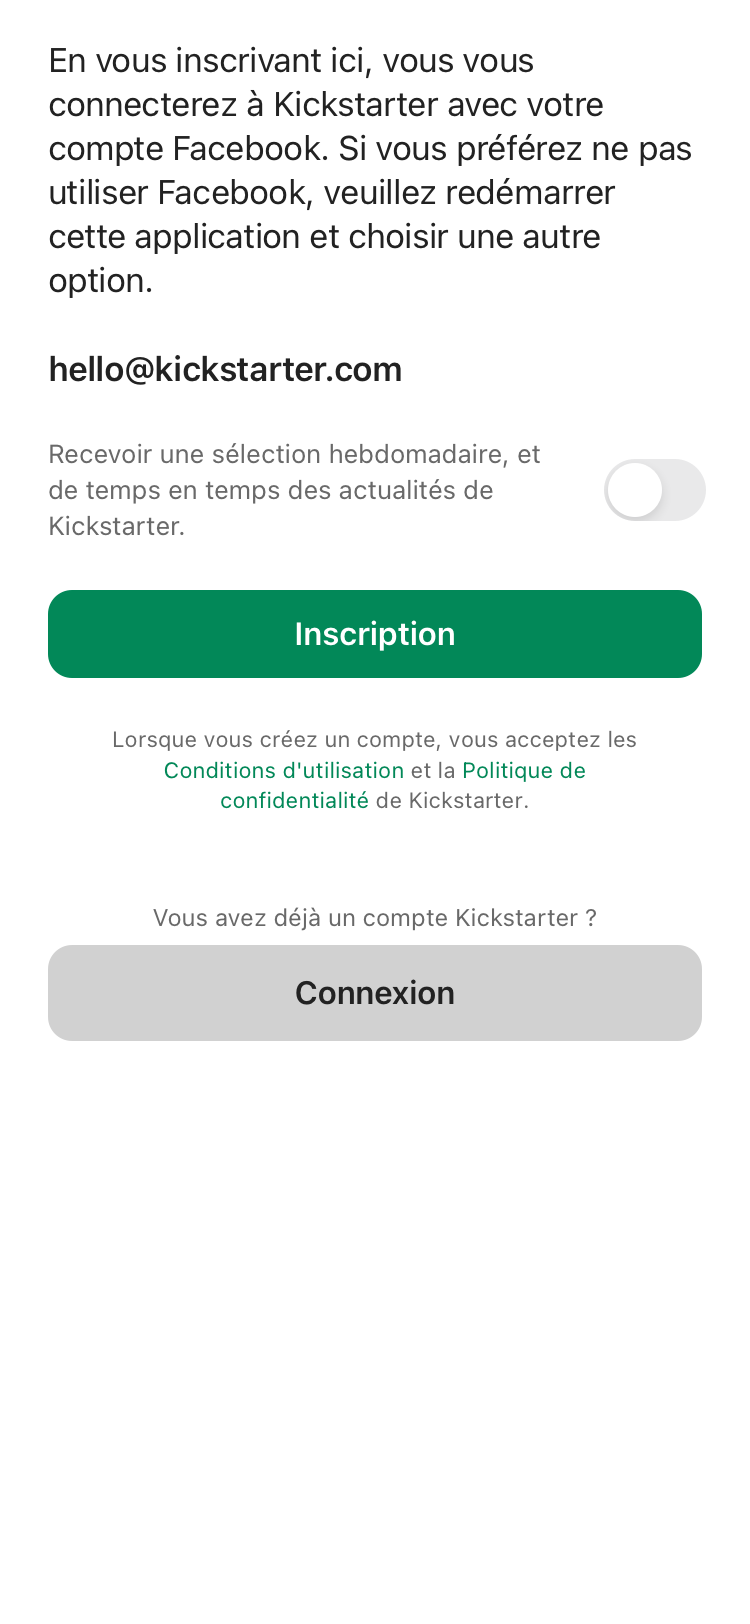 En vous inscrivant ici, vous vous
connecterez à Kickstarter avec votre
compte Facebook. Si vous préférez ne pas
utiliser Facebook, veuillez redémarrer
cette application et choisir une autre
option.
hello@kickstarter.com
Recevoir une sélection hebdomadaire, et
de temps en temps des actualités de
Kickstarter.
Inscription
Lorsque vous créez un compte, vous acceptez les
Conditions d'utilisation et la Politique de
confidentialité de Kickstarter.
Vous avez déjà un compte Kickstarter ?
Connexion